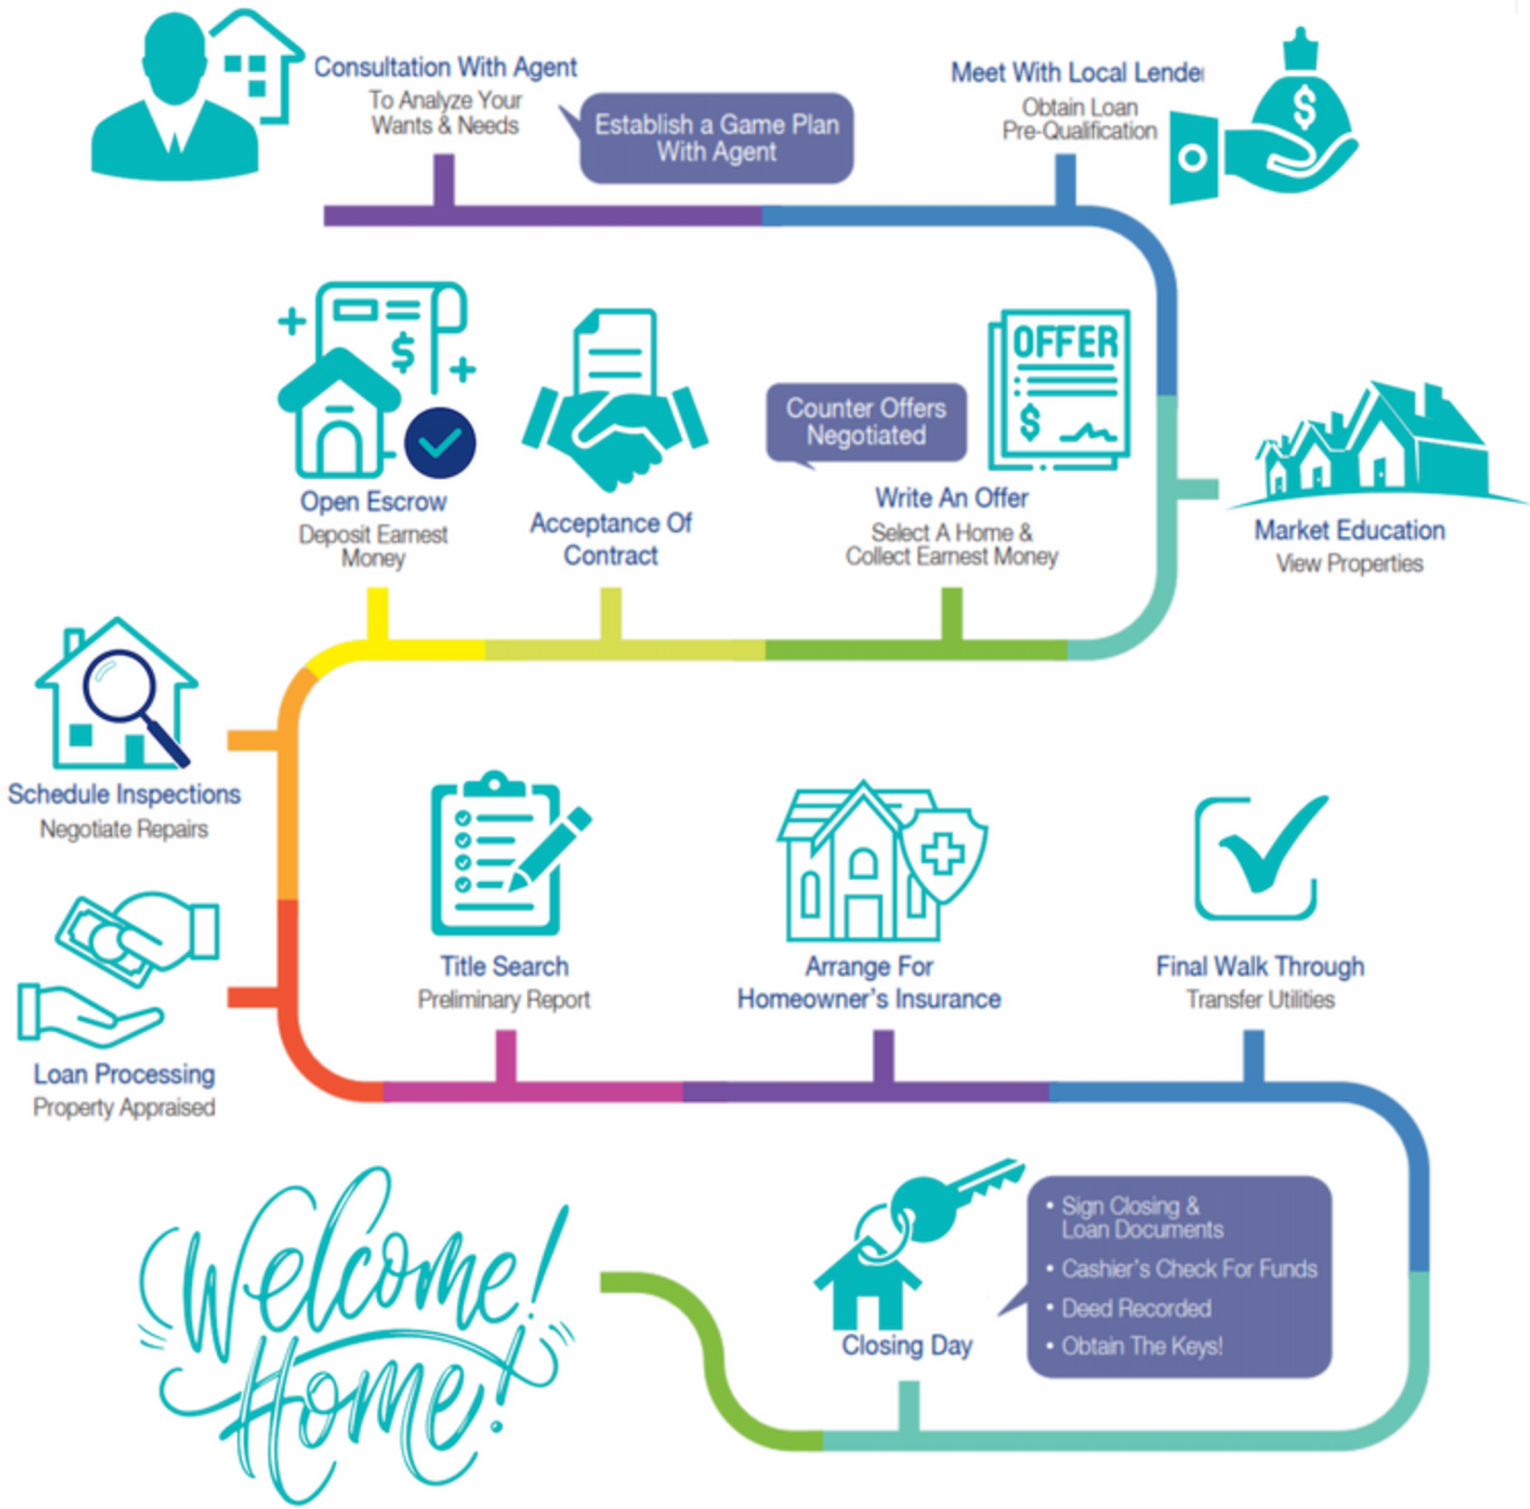 Consultation With Agent
To Analyze Your
Wants & Needs
Establish a Game Plan
With Agent
Meet With Local Lender
Obtain Loan
Pre-Qualification
$
Market Education
View Properties
OFFER
$
Write An Offer
Select A Home &
Collect Earnest Money
Counter Offers
Negotiated
Acceptance Of
Contract
$
Open Escrow
Deposit Earnest
Money
Schedule Inspections
Negotiate Repairs
Loan Processing
Property Appraised
Title Search
Preliminary Report
Arrange For
Homeowner's Insurance
Final Walk Through
Transfer Utilities
Closing Day
• Sign Closing &
Loan Documents
• Cashier's Check For Funds
• Deed Recorded
• Obtain The Keys!
Welcome!
Home!